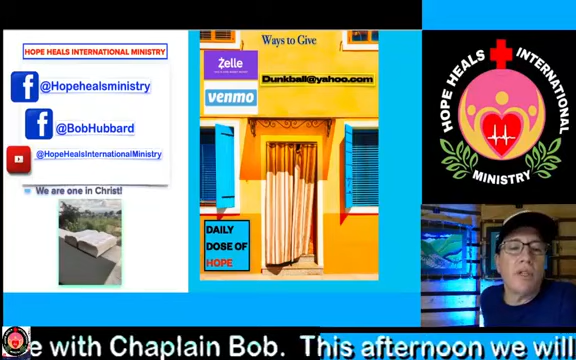 HOPE HEALS INTERNATIONAL MINISTRY
@Hopehealsministry
@BobHubbard
@HopeHealsInternationalMinistry
We are one in Christ!
Ways to Give
Zelle
Dunkball@yahoo.com
venmo
DAILY
DOSE OF
HOPE
HOPE HEALS INTERNATIONAL
MINISTRY
e with Chaplain Bob.  This afternoon we will